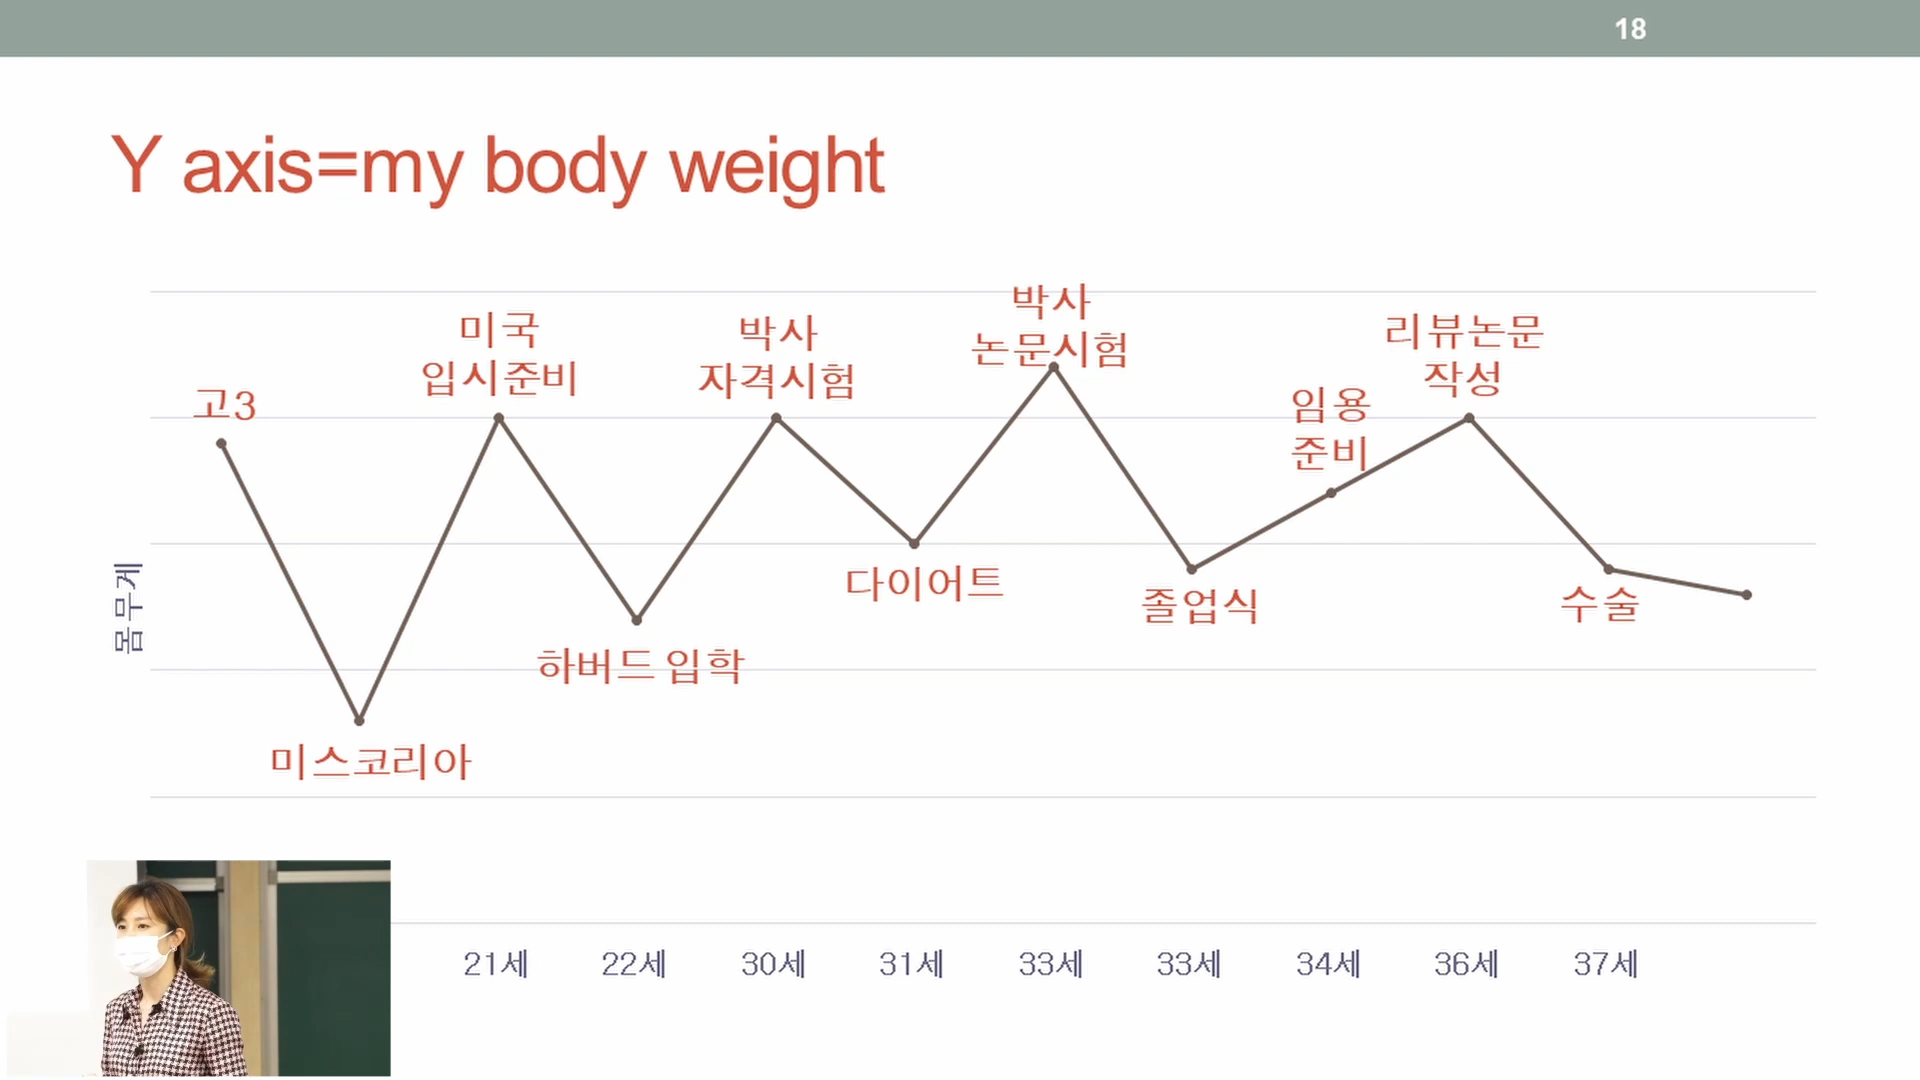 18
Y axis=my body weight
고3
미국
입시준비
박사
자격시험
박사
논문시험
임용
준비
리뷰논문
작성
미스코리아
하버드 입학
다이어트
졸업식
수술
몸무게
21세
22세
30세
31세
33세
33세
34세
36세
37세